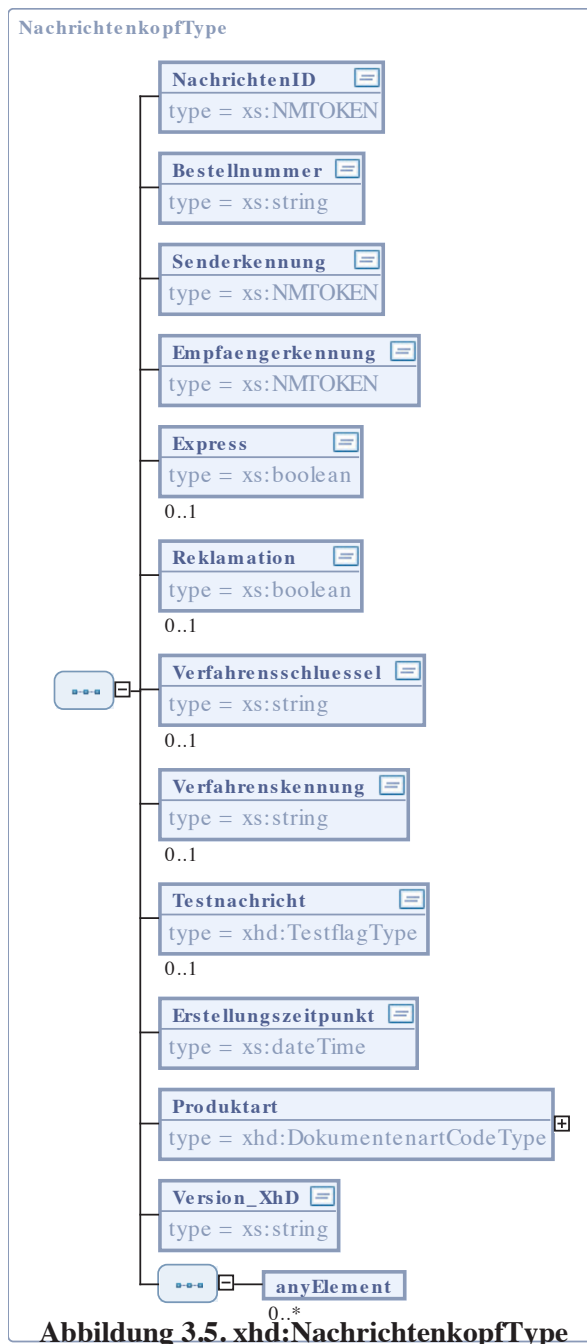 NachrichtenkopfType
NachrichtenID
type = xs:NMTOKEN
Bestellnummer
type = xs:string
Senderkennung
type = xs:NMTOKEN
Empfaengerkennung
type = xs:NMTOKEN
Express
type = xs:boolean
0..1
Reklamation
type = xs:boolean
0..1
Verfahrensschluessel
type = xs:string
0..1
Verfahrenskennung
type = xs:string
0..1
Testnachricht
type = xhd:TestflagType
0..1
Erstellungszeitpunkt
type = xs:dateTime
Produktart
type = xhd:DokumentenartCodeType
Version_XhD
type = xs:string
anyElement
0..*
Abbildung 3.5. xhd:NachrichtenkopfType